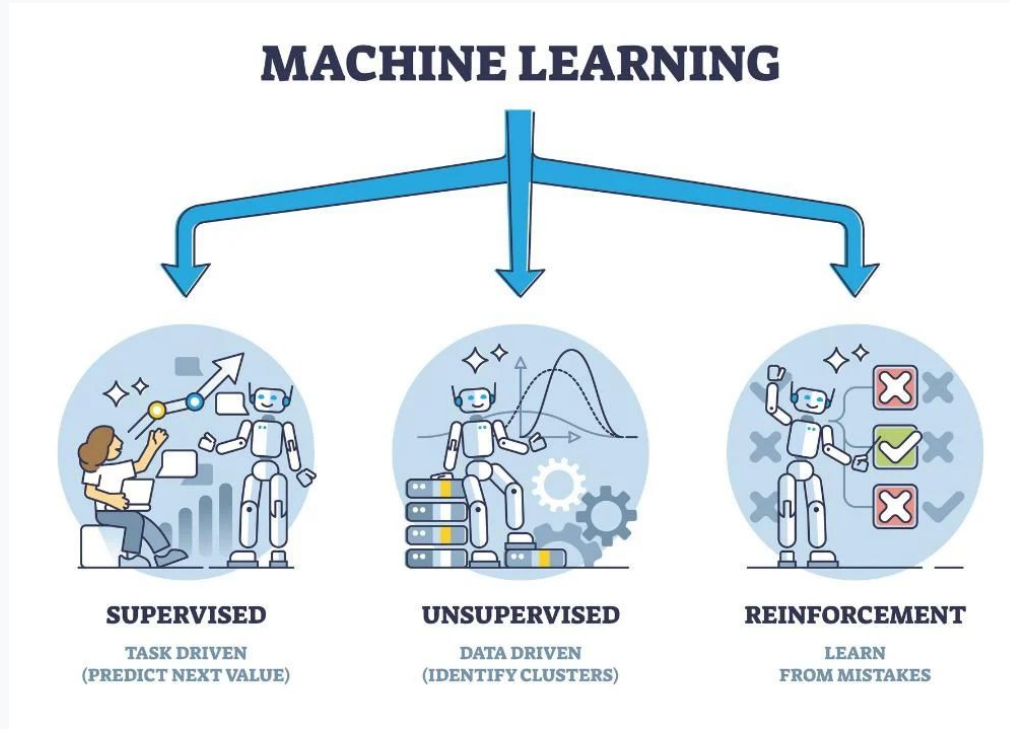 MACHINE LEARNING
SUPERVISED
TASK DRIVEN
(PREDICT NEXT VALUE)
UNSUPERVISED
DATA DRIVEN
(IDENTIFY CLUSTERS)
REINFORCEMENT
LEARN
FROM MISTAKES